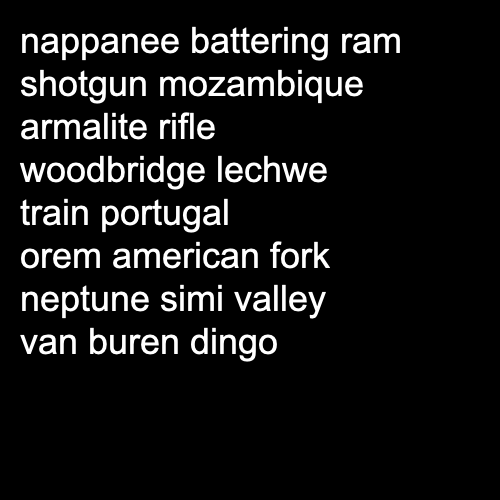 nappanee battering ram
shotgun mozambique
armalite rifle
woodbridge lechwe
train portugal
orem american fork
neptune simi valley
van buren dingo